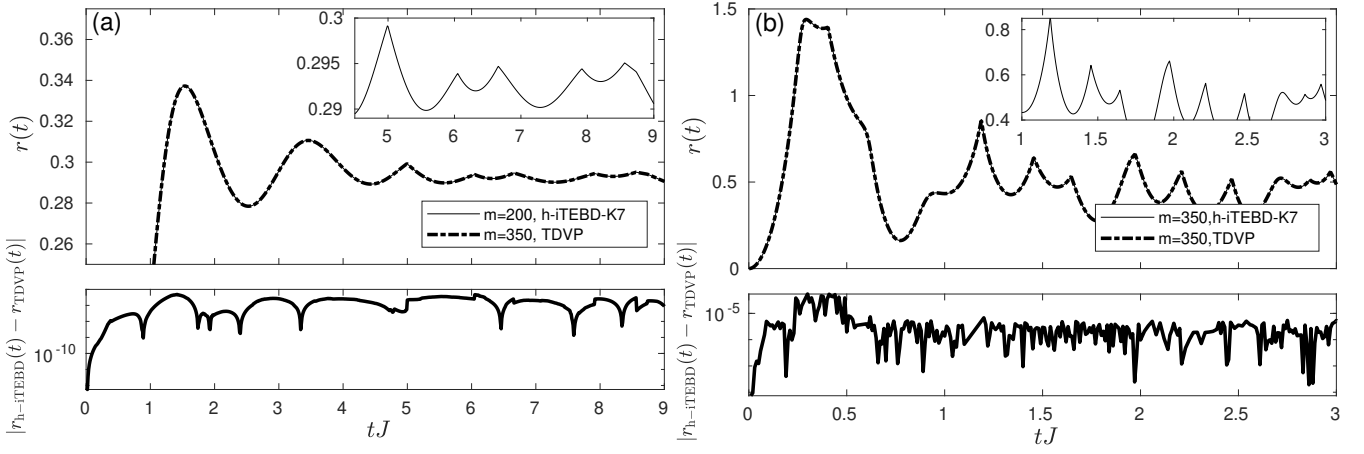 (a)
0.36
0.34
0.32
0.3
0.28
0.26
r(t)
0.3
0.295
0.29
5 6 7 8 9
m=200, h-iTEBD-K7
m=350, TDVP
|r_{h-iTEBD}(t) − r_{TDVP}(t)|
10^{-10}
0 1 2 3 4 5 6 7 8 9
tJ
(b)
1.5
1
0.5
0
r(t)
0.8
0.6
0.4
1 1.5 2 2.5 3
m=350,h-iTEBD-K7
m=350,TDVP
|r_{h-iTEBD}(t) − r_{TDVP}(t)|
10^{-5}
0 0.5 1 1.5 2 2.5 3
tJ